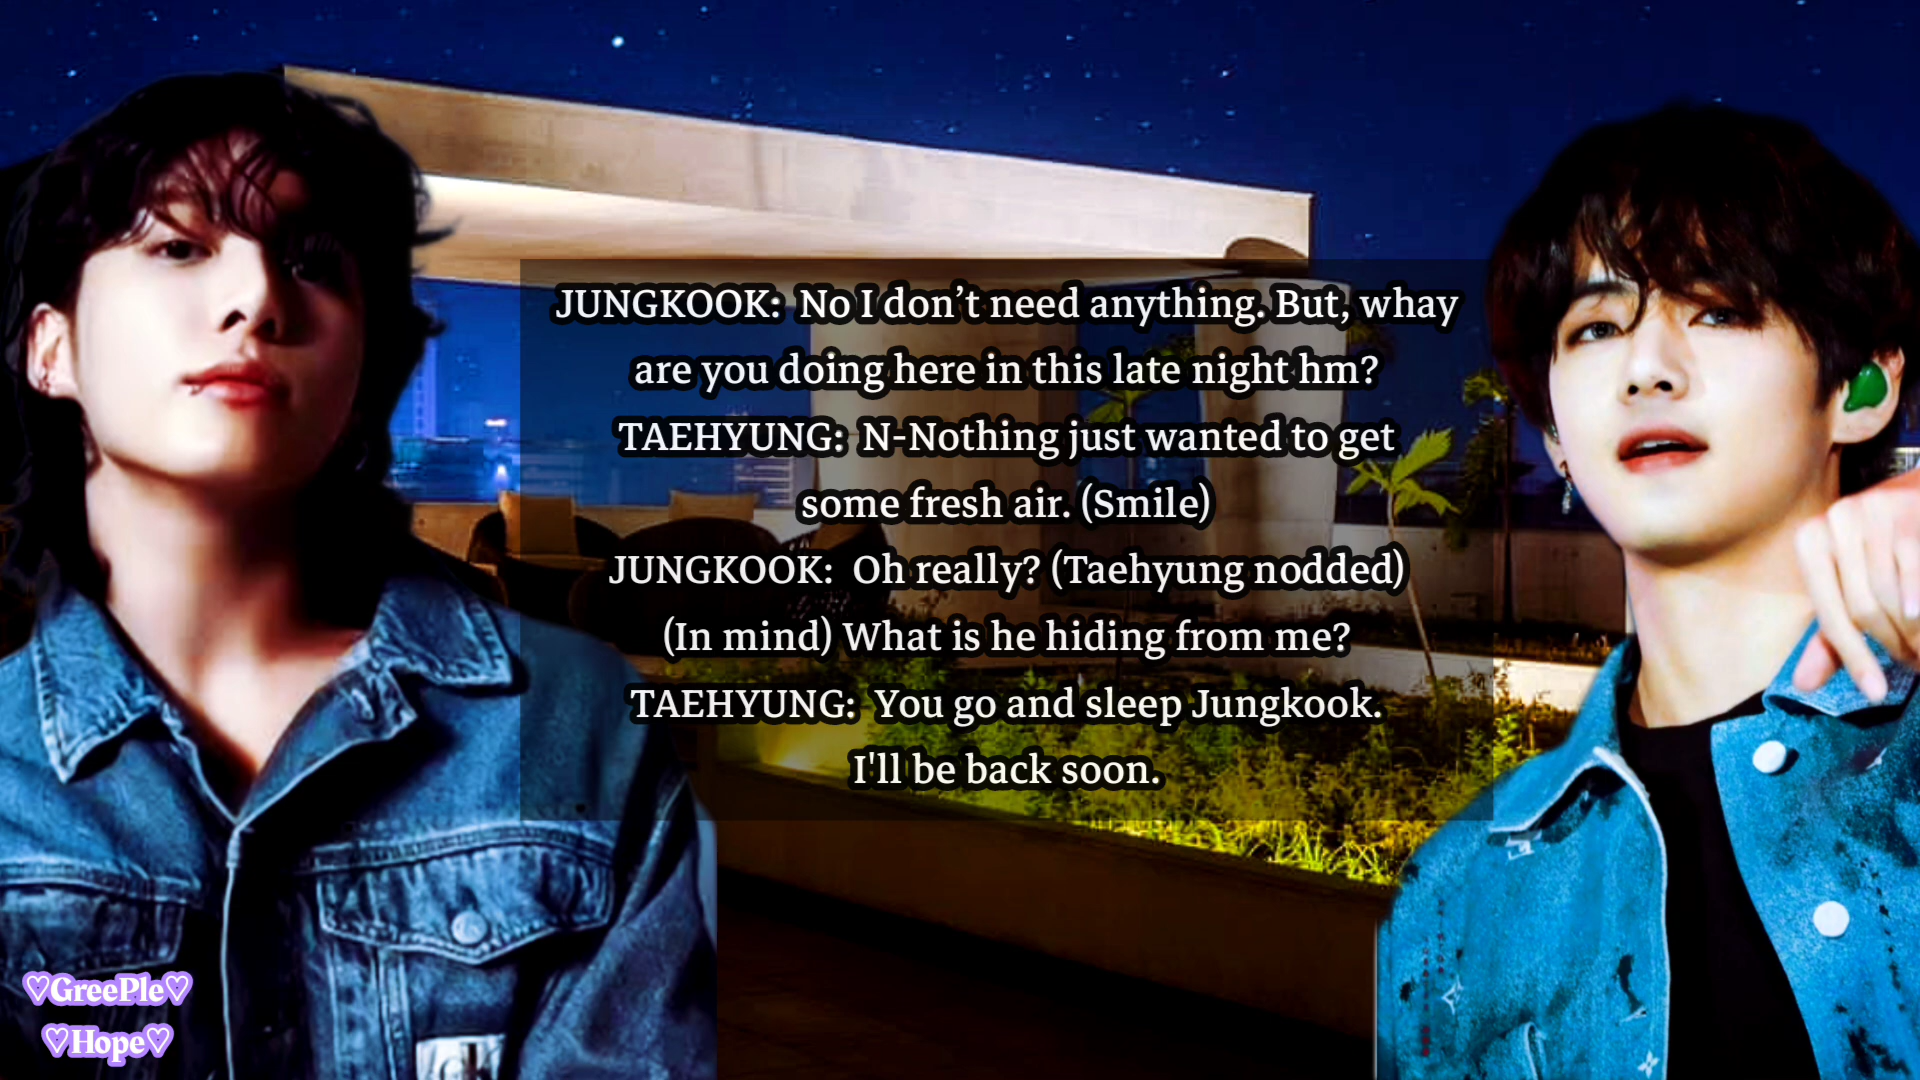 JUNGKOOK: No I don’t need anything. But, whay
are you doing here in this late night hm?
TAEHYUNG: N-Nothing just wanted to get
some fresh air. (Smile)
JUNGKOOK: Oh really? (Taehyung nodded)
(In mind) What is he hiding from me?
TAEHYUNG: You go and sleep Jungkook.
I'll be back soon.
♡GreePle♡
♡Hope♡